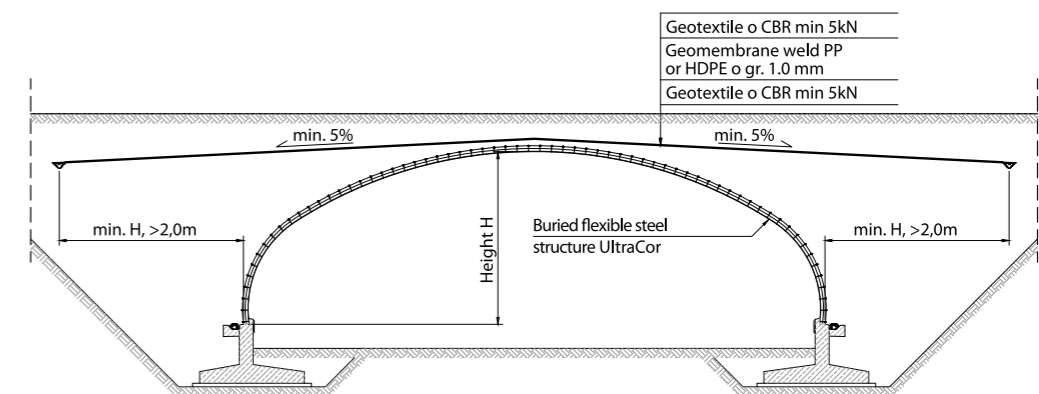 Geotextile o CBR min 5kN
Geomembrane weld PP
or HDPE o gr. 1.0 mm
Geotextile o CBR min 5kN
min. 5%
min. 5%
min. H, >2,0m
Height H
Buried flexible steel
structure UltraCor
min. H, >2,0m